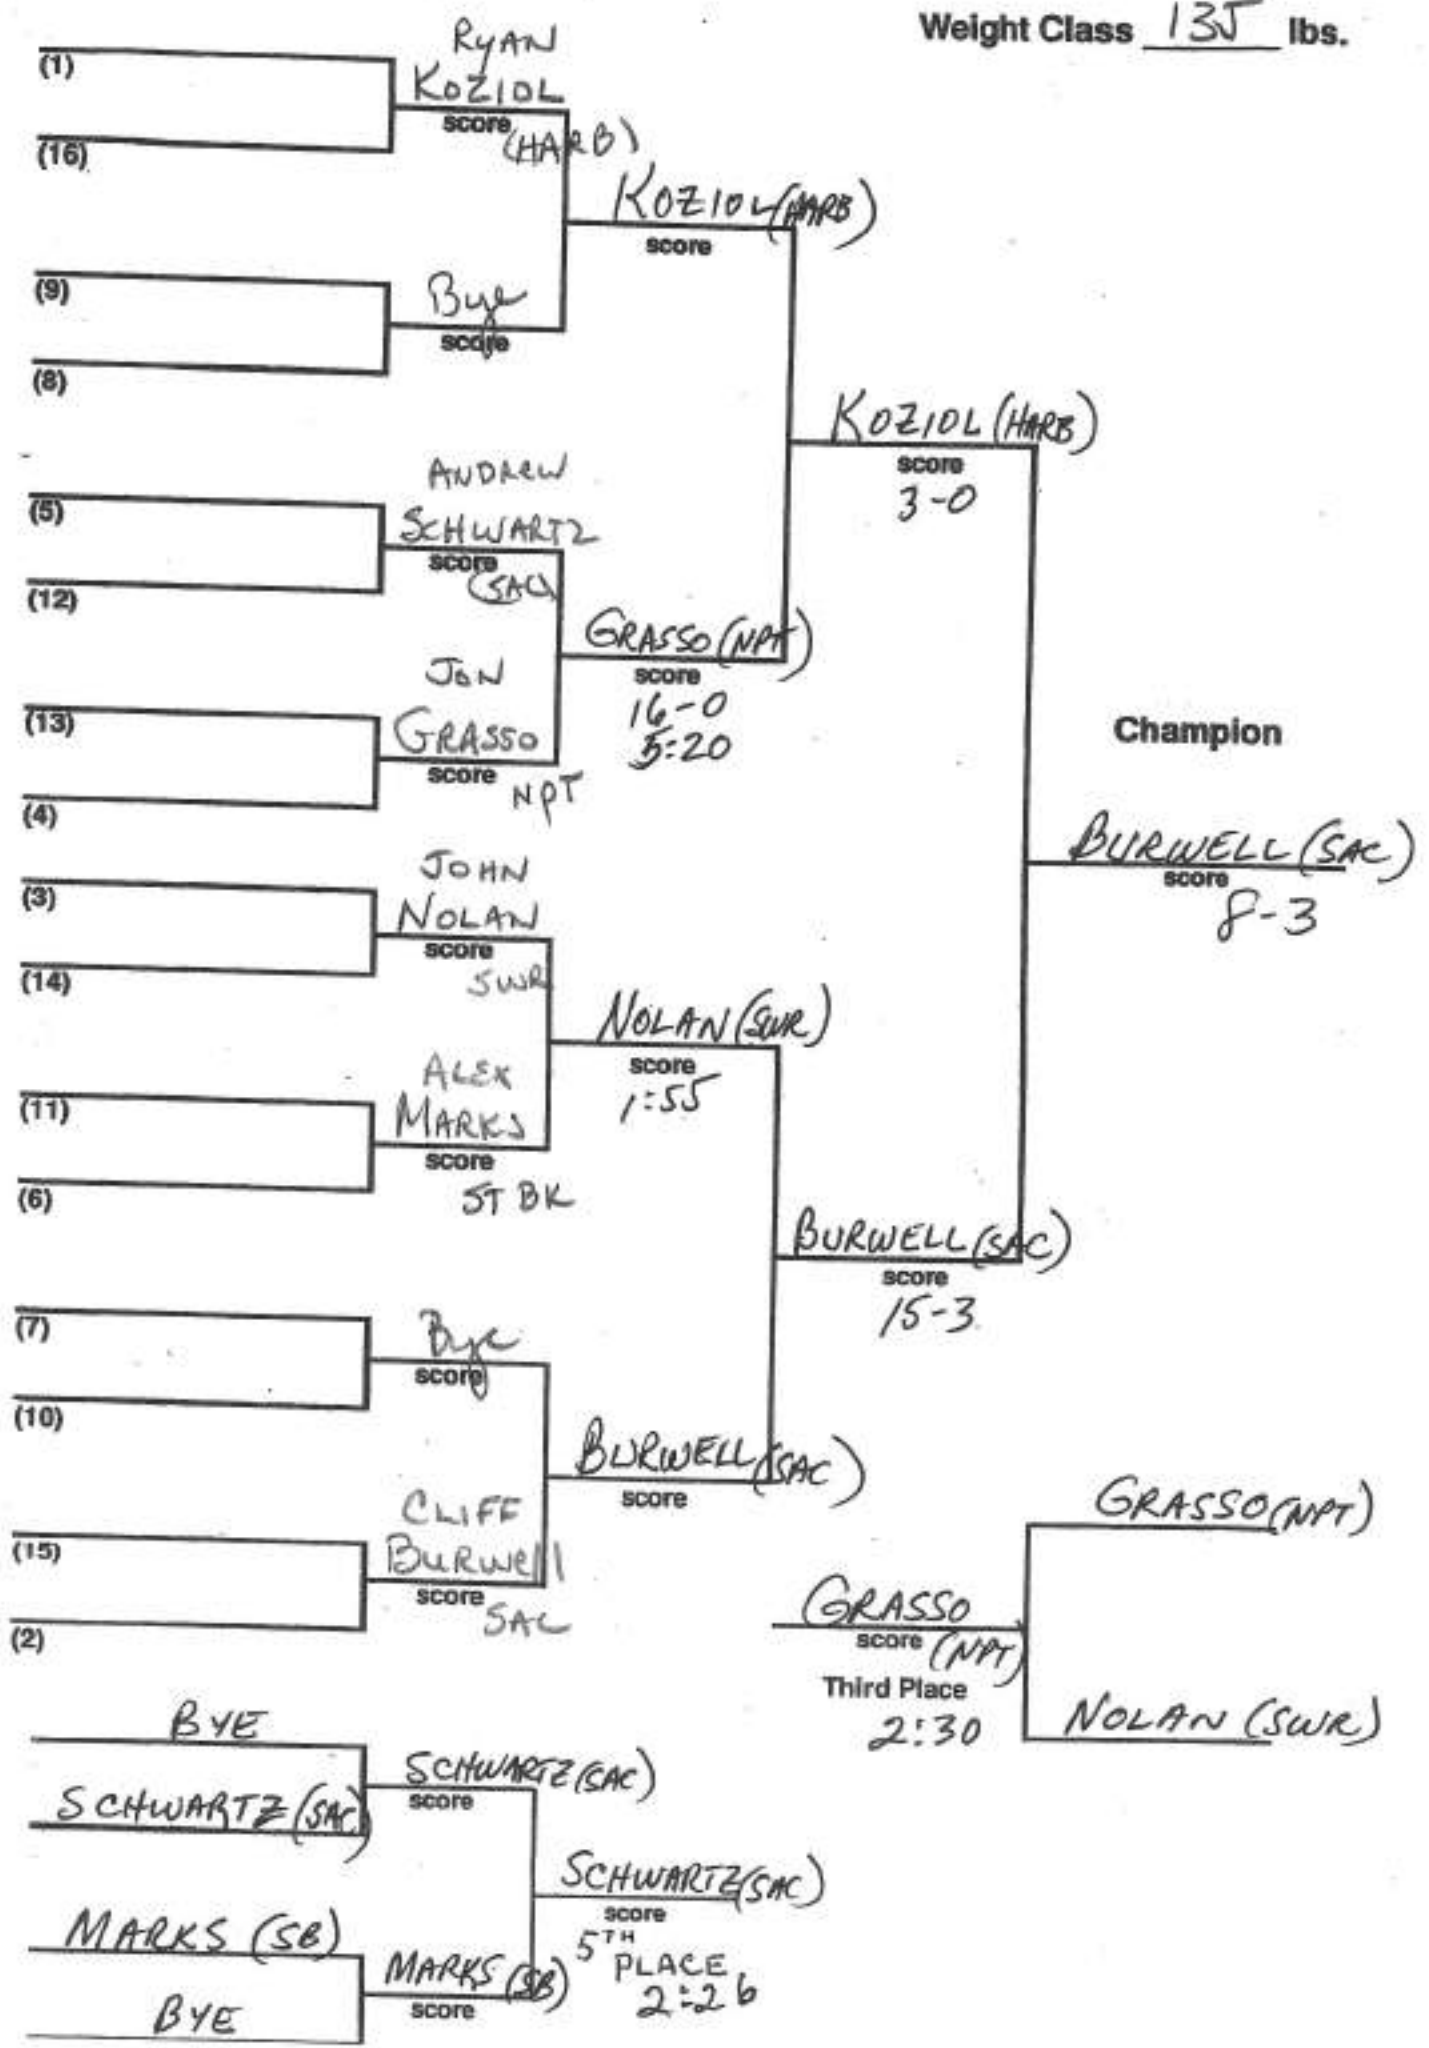 Weight Class 135 lbs.
(1)
RYAN
KOZIOL
score
(HARB)
(16)
KOZIOL (HARB)
score
(9)
Bye
score
(8)
KOZIOL (HARB)
score
3-0
ANDREW
(5)
SCHWARTZ
score
(SAC)
(12)
GRASSO (NPT)
score
16-0
5:20
JON
(13)
GRASSO
score
NPT
(4)
Champion
BURWELL (SAC)
score
8-3
JOHN
(3)
NOLAN
score
SWR
(14)
NOLAN (SWR)
score
1:55
ALEX
(11)
MARKS
score
ST BK
(6)
BURWELL (SAC)
score
15-3
(7)
Bye
score
(10)
BURWELL (SAC)
score
CLIFF
(15)
BURWEll
score
SAC
(2)
GRASSO (NPT)
GRASSO
score (NPT)
Third Place
2:30
NOLAN (SWR)
BYE
SCHWARTZ (SAC)
score
SCHWARTZ (SAC)
SCHWARTZ (SAC)
score
5TH
PLACE
2:26
MARKS (SB)
MARKS (SB)
score
BYE